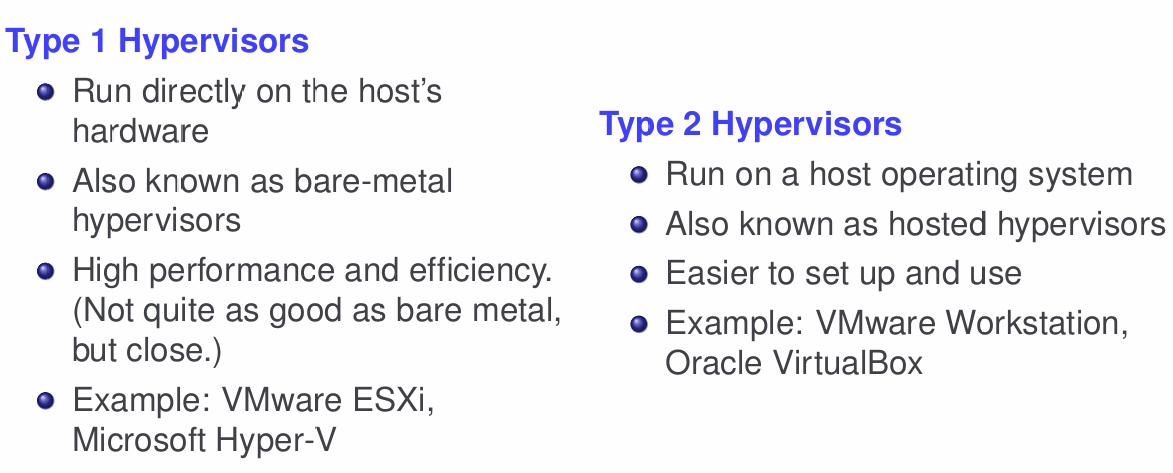 Type 1 Hypervisors
Run directly on the host's
hardware
Also known as bare-metal
hypervisors
High performance and efficiency.
(Not quite as good as bare metal,
but close.)
Example: VMware ESXi,
Microsoft Hyper-V
Type 2 Hypervisors
Run on a host operating system
Also known as hosted hypervisors
Easier to set up and use
Example: VMware Workstation,
Oracle VirtualBox